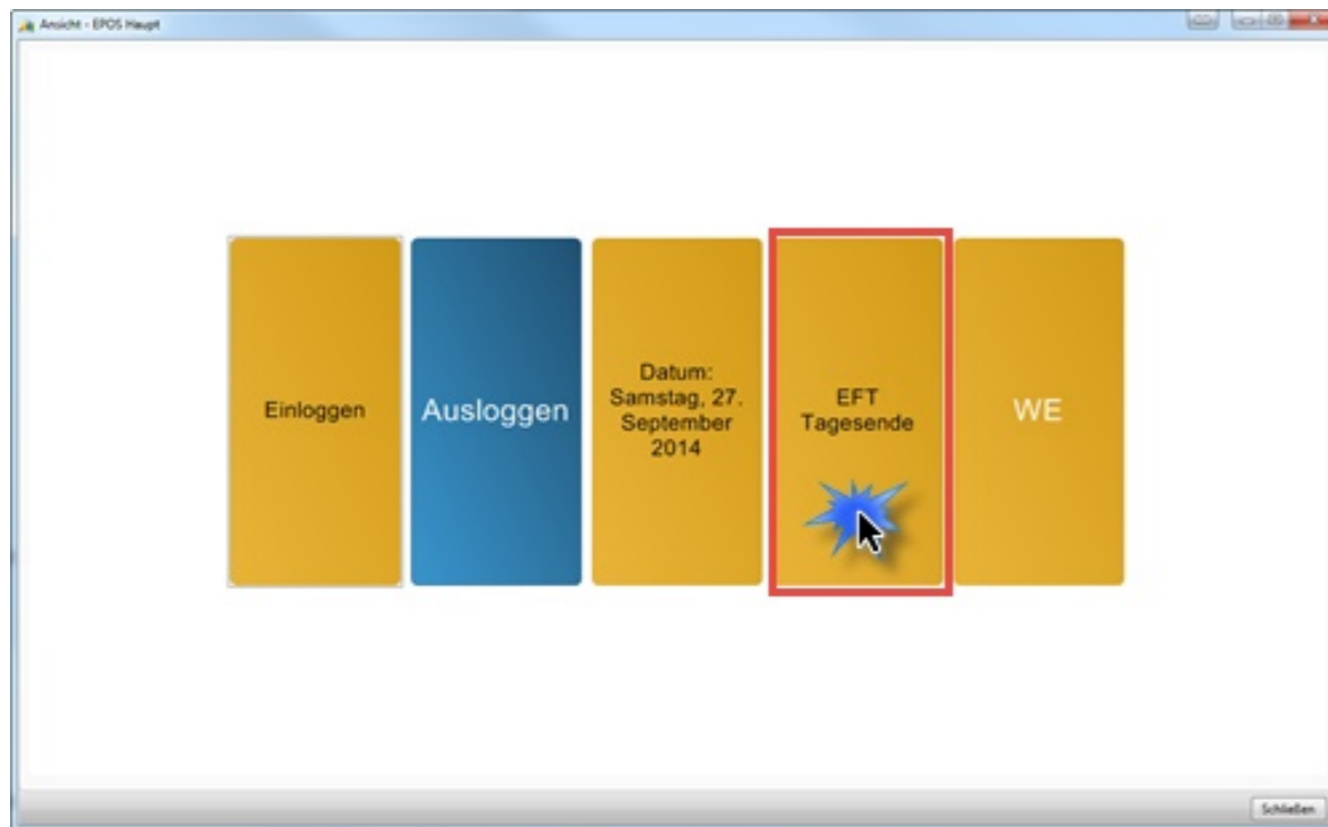 Ansicht - EPOS Haupt
Einloggen
Ausloggen
Datum:
Samstag, 27.
September
2014
EFT
Tagesende
WE
Schließen